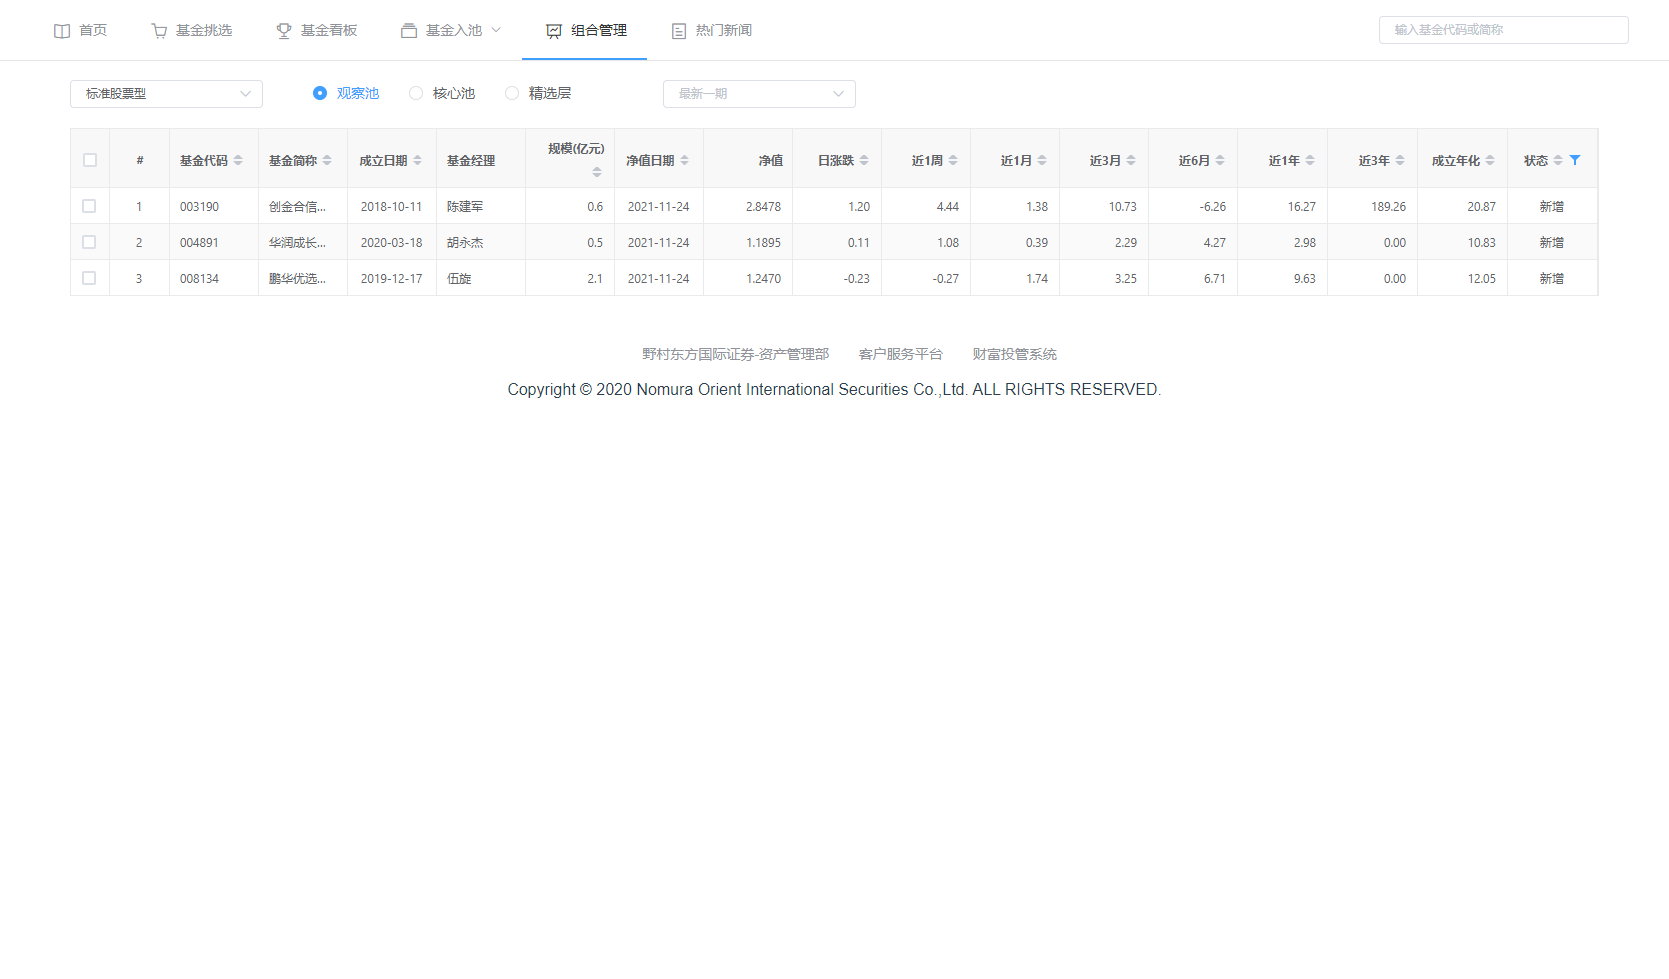 首页 基金挑选 基金看板 基金入池 组合管理 热门新闻 输入基金代码或简称
标准股票型 观察池 核心池 精选层 最新一期
# 基金代码 基金简称 成立日期 基金经理 规模(亿元) 净值日期 净值 日涨跌 近1周 近1月 近3月 近6月 近1年 近3年 成立年化 状态
1 003190 创金合信... 2018-10-11 陈建军 0.6 2021-11-24 2.8478 1.20 4.44 1.38 10.73 -6.26 16.27 189.26 20.87 新增
2 004891 华润成长... 2020-03-18 胡永杰 0.5 2021-11-24 1.1895 0.11 1.08 0.39 2.29 4.27 2.98 0.00 10.83 新增
3 008134 鹏华优选... 2019-12-17 伍旋 2.1 2021-11-24 1.2470 -0.23 -0.27 1.74 3.25 6.71 9.63 0.00 12.05 新增
野村东方国际证券-资产管理部 客户服务平台 财富投管系统
Copyright © 2020 Nomura Orient International Securities Co.,Ltd. ALL RIGHTS RESERVED.